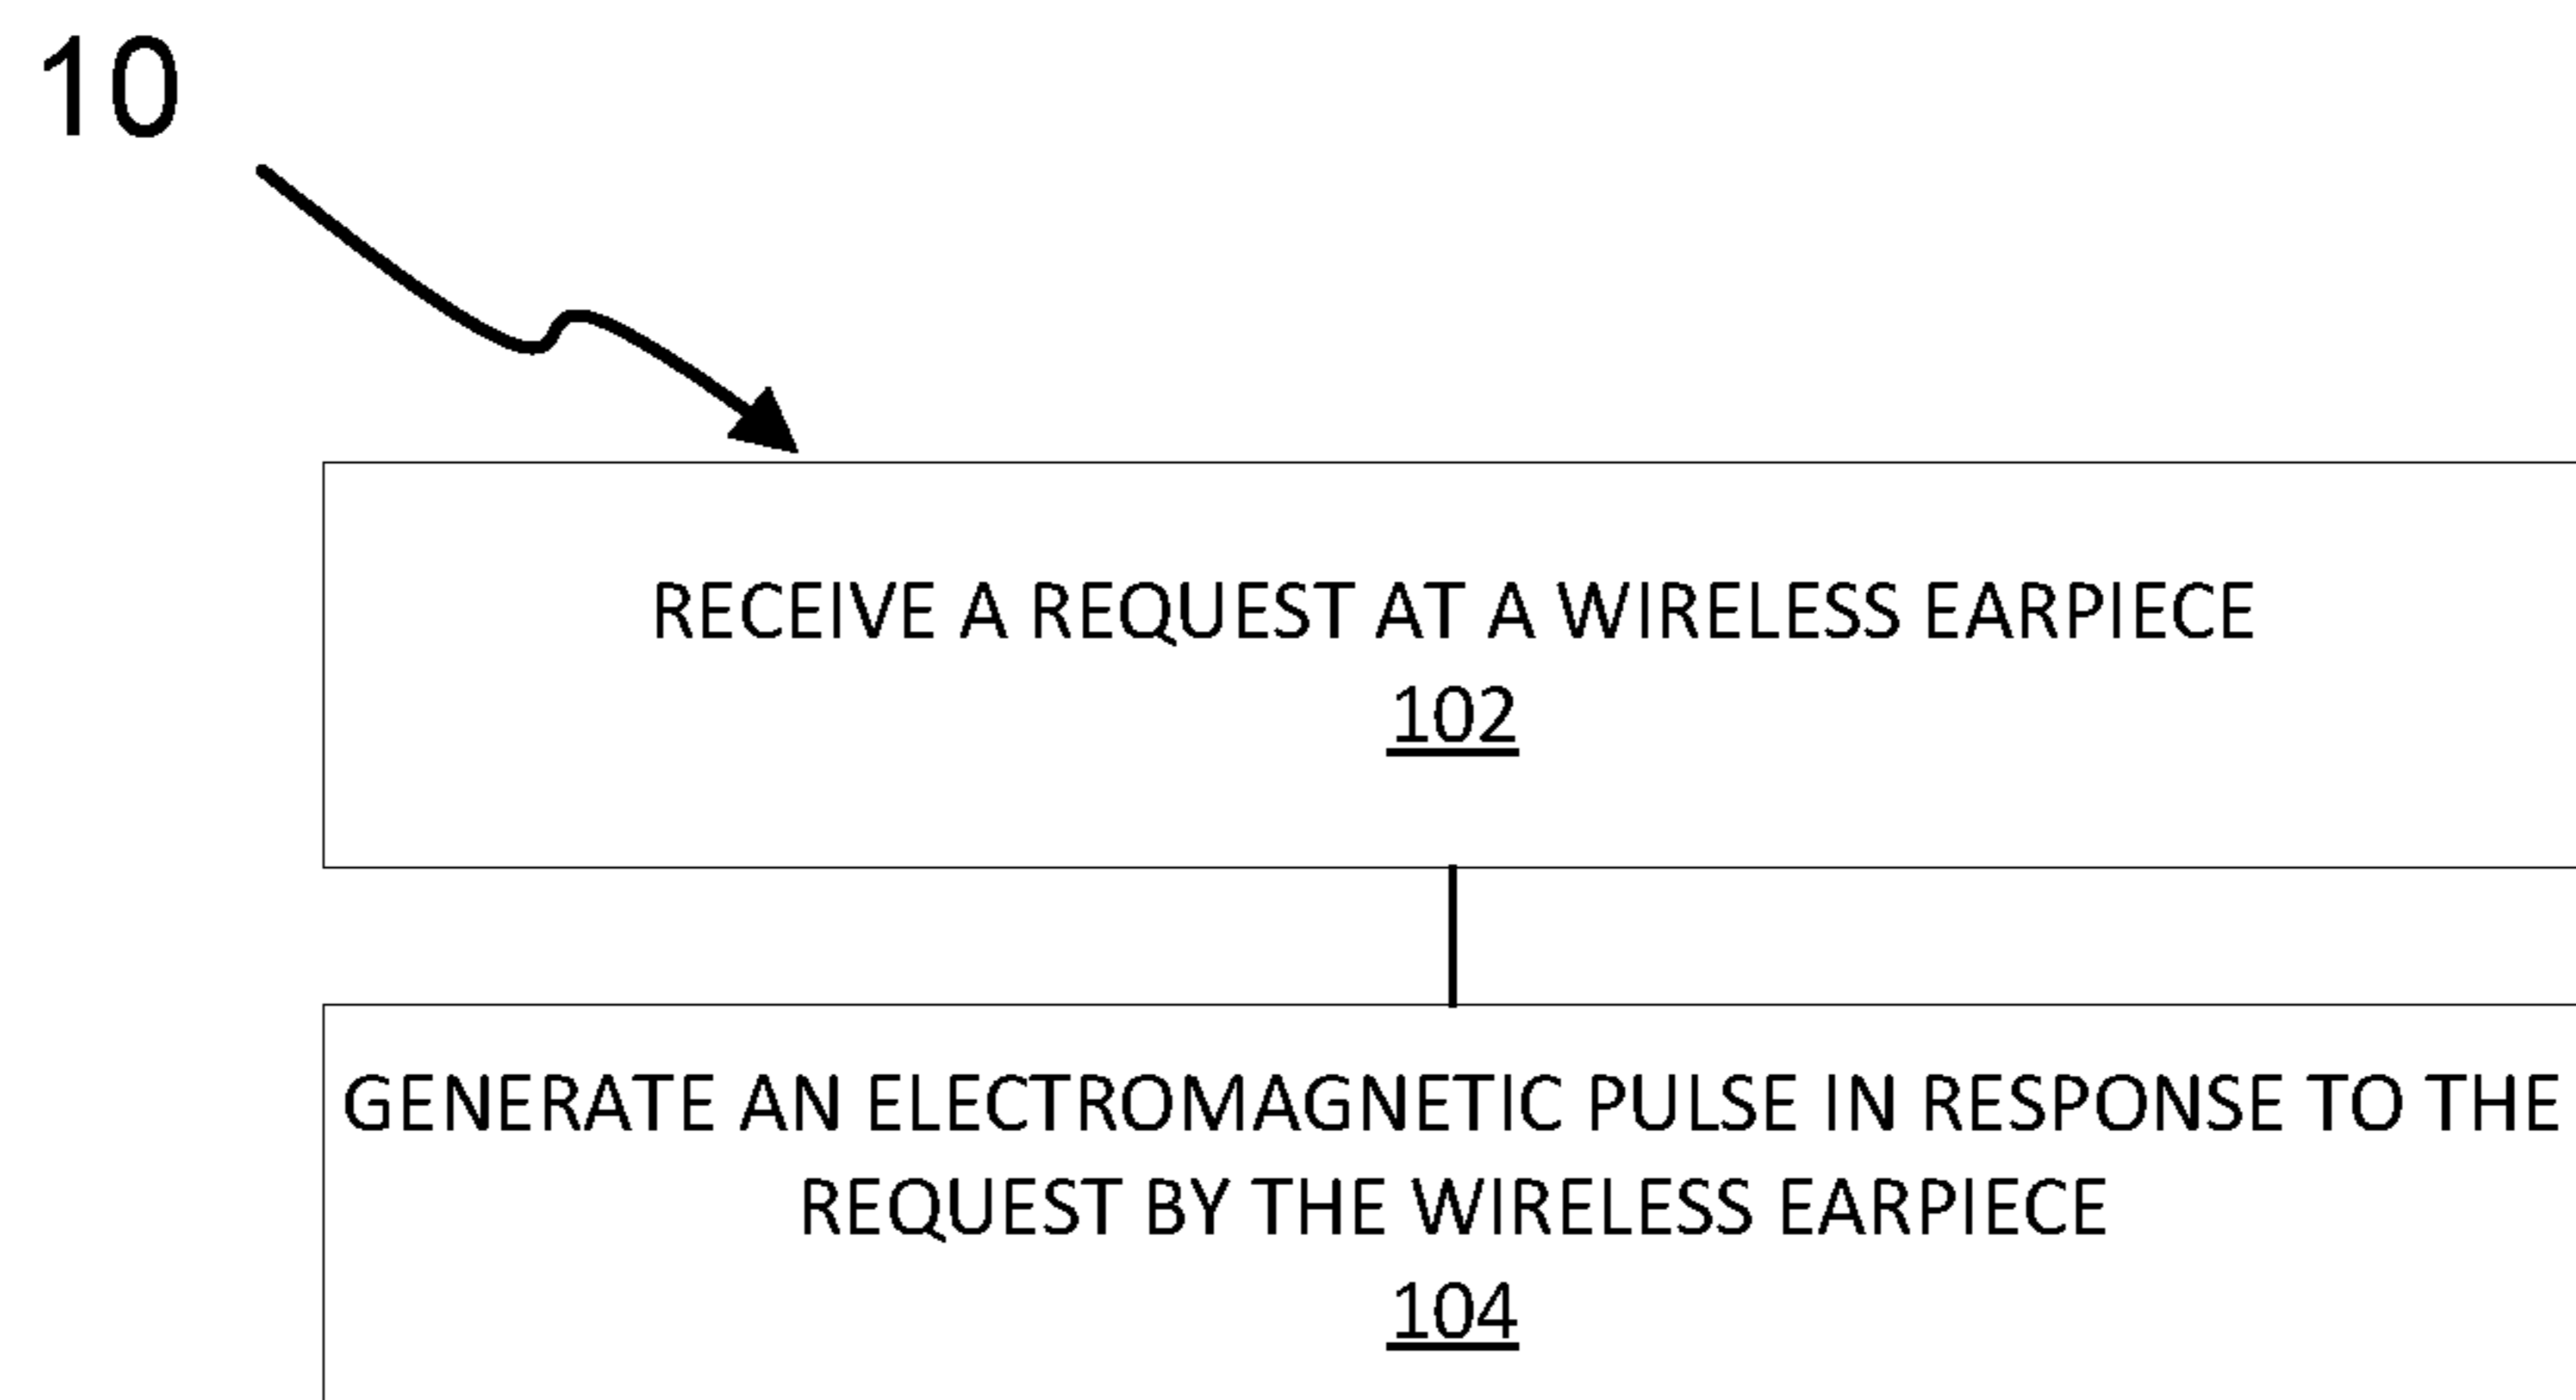 10
RECEIVE A REQUEST AT A WIRELESS EARPIECE
102
GENERATE AN ELECTROMAGNETIC PULSE IN RESPONSE TO THE
REQUEST BY THE WIRELESS EARPIECE
104